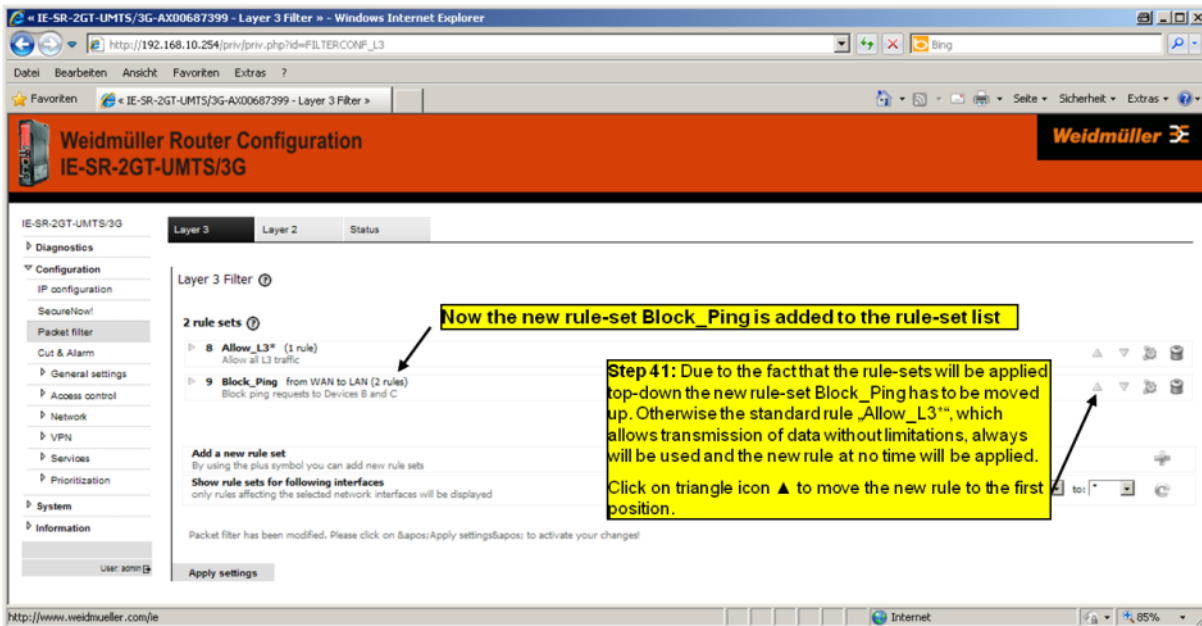 « IE-SR-2GT-UMTS/3G-AX00687399 - Layer 3 Filter » - Windows Internet Explorer
http://192.168.10.254/priv/priv.php?id=FILTERCONF_L3
Bing
Datei Bearbeiten Ansicht Favoriten Extras ?
Favoriten
« IE-SR-2GT-UMTS/3G-AX00687399 - Layer 3 Filter »
Seite Sicherheit Extras
Weidmüller Router Configuration
IE-SR-2GT-UMTS/3G
Weidmüller
IE-SR-2GT-UMTS/3G
Diagnostics
Configuration
IP configuration
SecureNow!
Packet filter
Cut & Alarm
General settings
Access control
Network
VPN
Services
Prioritization
System
Information
User: admin
Layer 3 Layer 2 Status
Layer 3 Filter ?
2 rule sets ?
Now the new rule-set Block_Ping is added to the rule-set list
8 Allow_L3* (1 rule)
Allow all L3 traffic
9 Block_Ping from WAN to LAN (2 rules)
Block ping requests to Devices B and C
Step 41: Due to the fact that the rule-sets will be applied
top-down the new rule-set Block_Ping has to be moved
up. Otherwise the standard rule „Allow_L3*“, which
allows transmission of data without limitations, always
will be used and the new rule at no time will be applied.
Click on triangle icon ▲ to move the new rule to the first
position.
Add a new rule set
By using the plus symbol you can add new rule sets
Show rule sets for following interfaces
only rules affecting the selected network interfaces will be displayed
to: *
Packet filter has been modified. Please click on &apos;Apply settings&apos; to activate your changes!
Apply settings
http://www.weidmueller.com/ie
Internet
85%